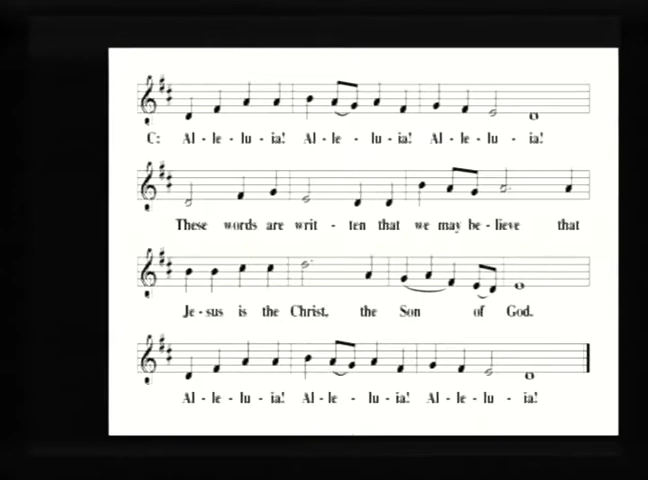 C: Al - le - lu - ia! Al - le - lu - ia! Al - le - lu - ia!
These words are writ - ten that we may be - lieve that
Je - sus is the Christ, the Son of God.
Al - le - lu - ia! Al - le - lu - ia! Al - le - lu - ia!